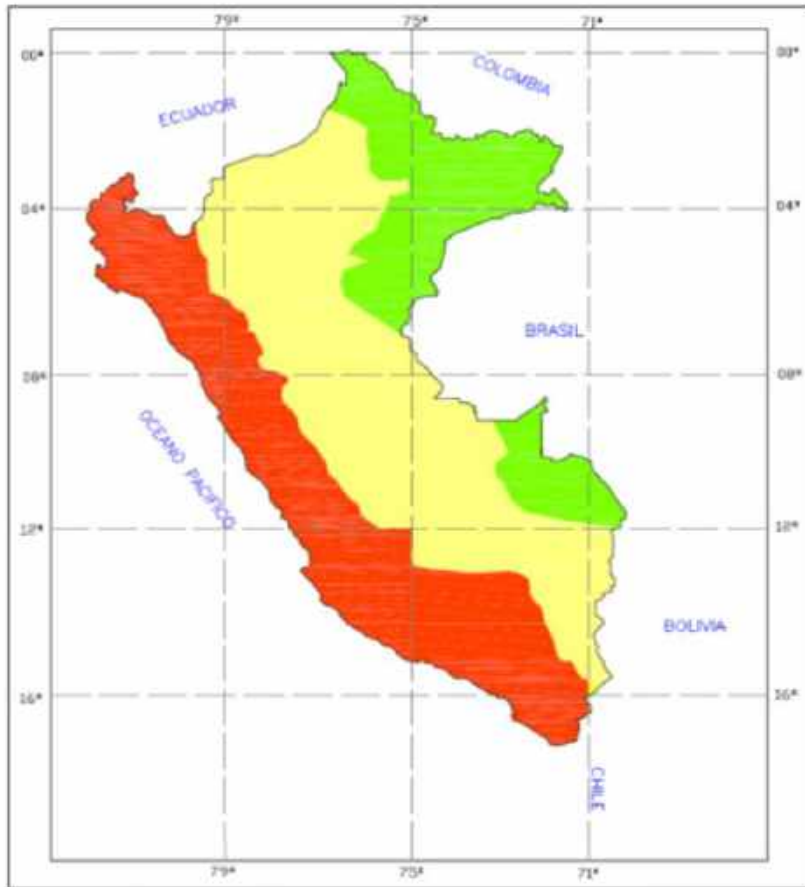 79° 75° 71°
00° 00°
COLOMBIA
ECUADOR
04° 04°
BRASIL
08° 08°
OCEANO PACIFICO
12° 12°
BOLIVIA
16° 16°
CHILE
79° 75° 71°